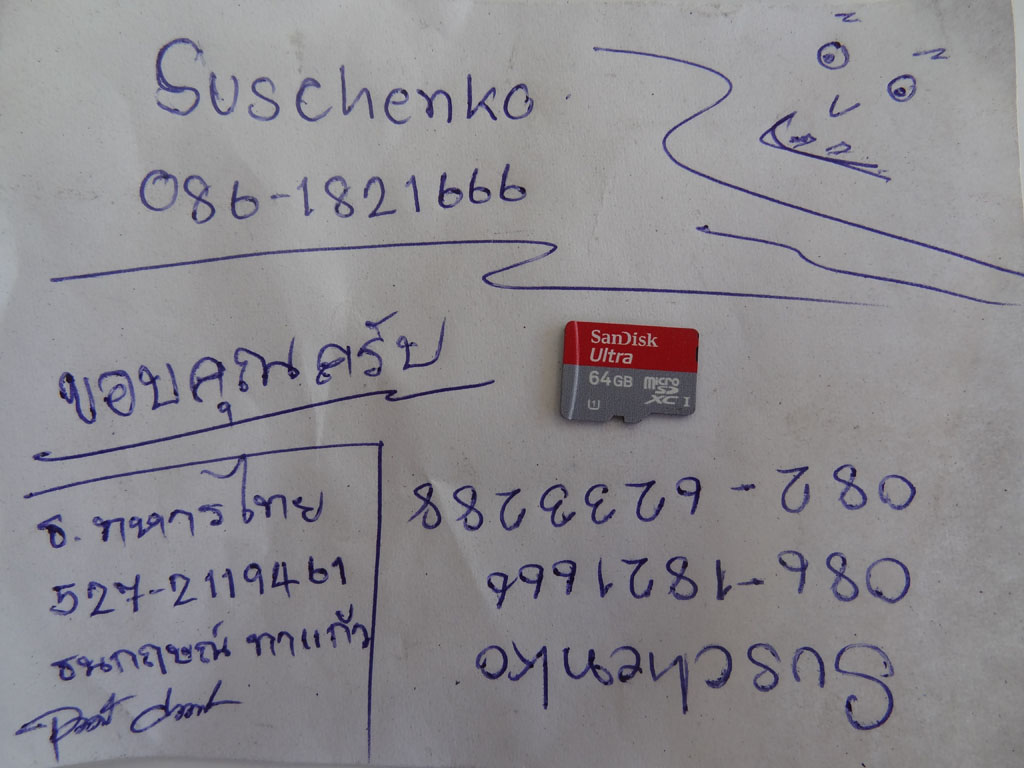 Suschenko
086-1821666
ขอบคุณครับ
SanDisk
Ultra
64GB
micro
SD
XC I
ธ. ทหารไทย
527-2119461
ธนกฤษณ์ ทาแก้ว
Suschenko
086-1821666
082-6233288